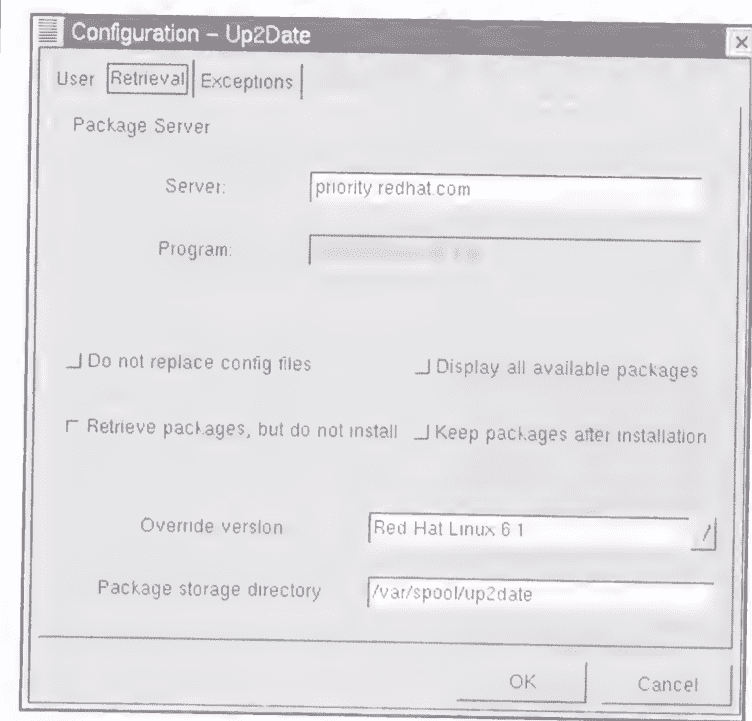 Configuration – Up2Date
User Retrieval Exceptions
Package Server
Server: priority.redhat.com
Program:
Do not replace config files Display all available packages
Retrieve packages, but do not install Keep packages after installation
Override version Red Hat Linux 6.1
Package storage directory /var/spool/up2date
OK Cancel